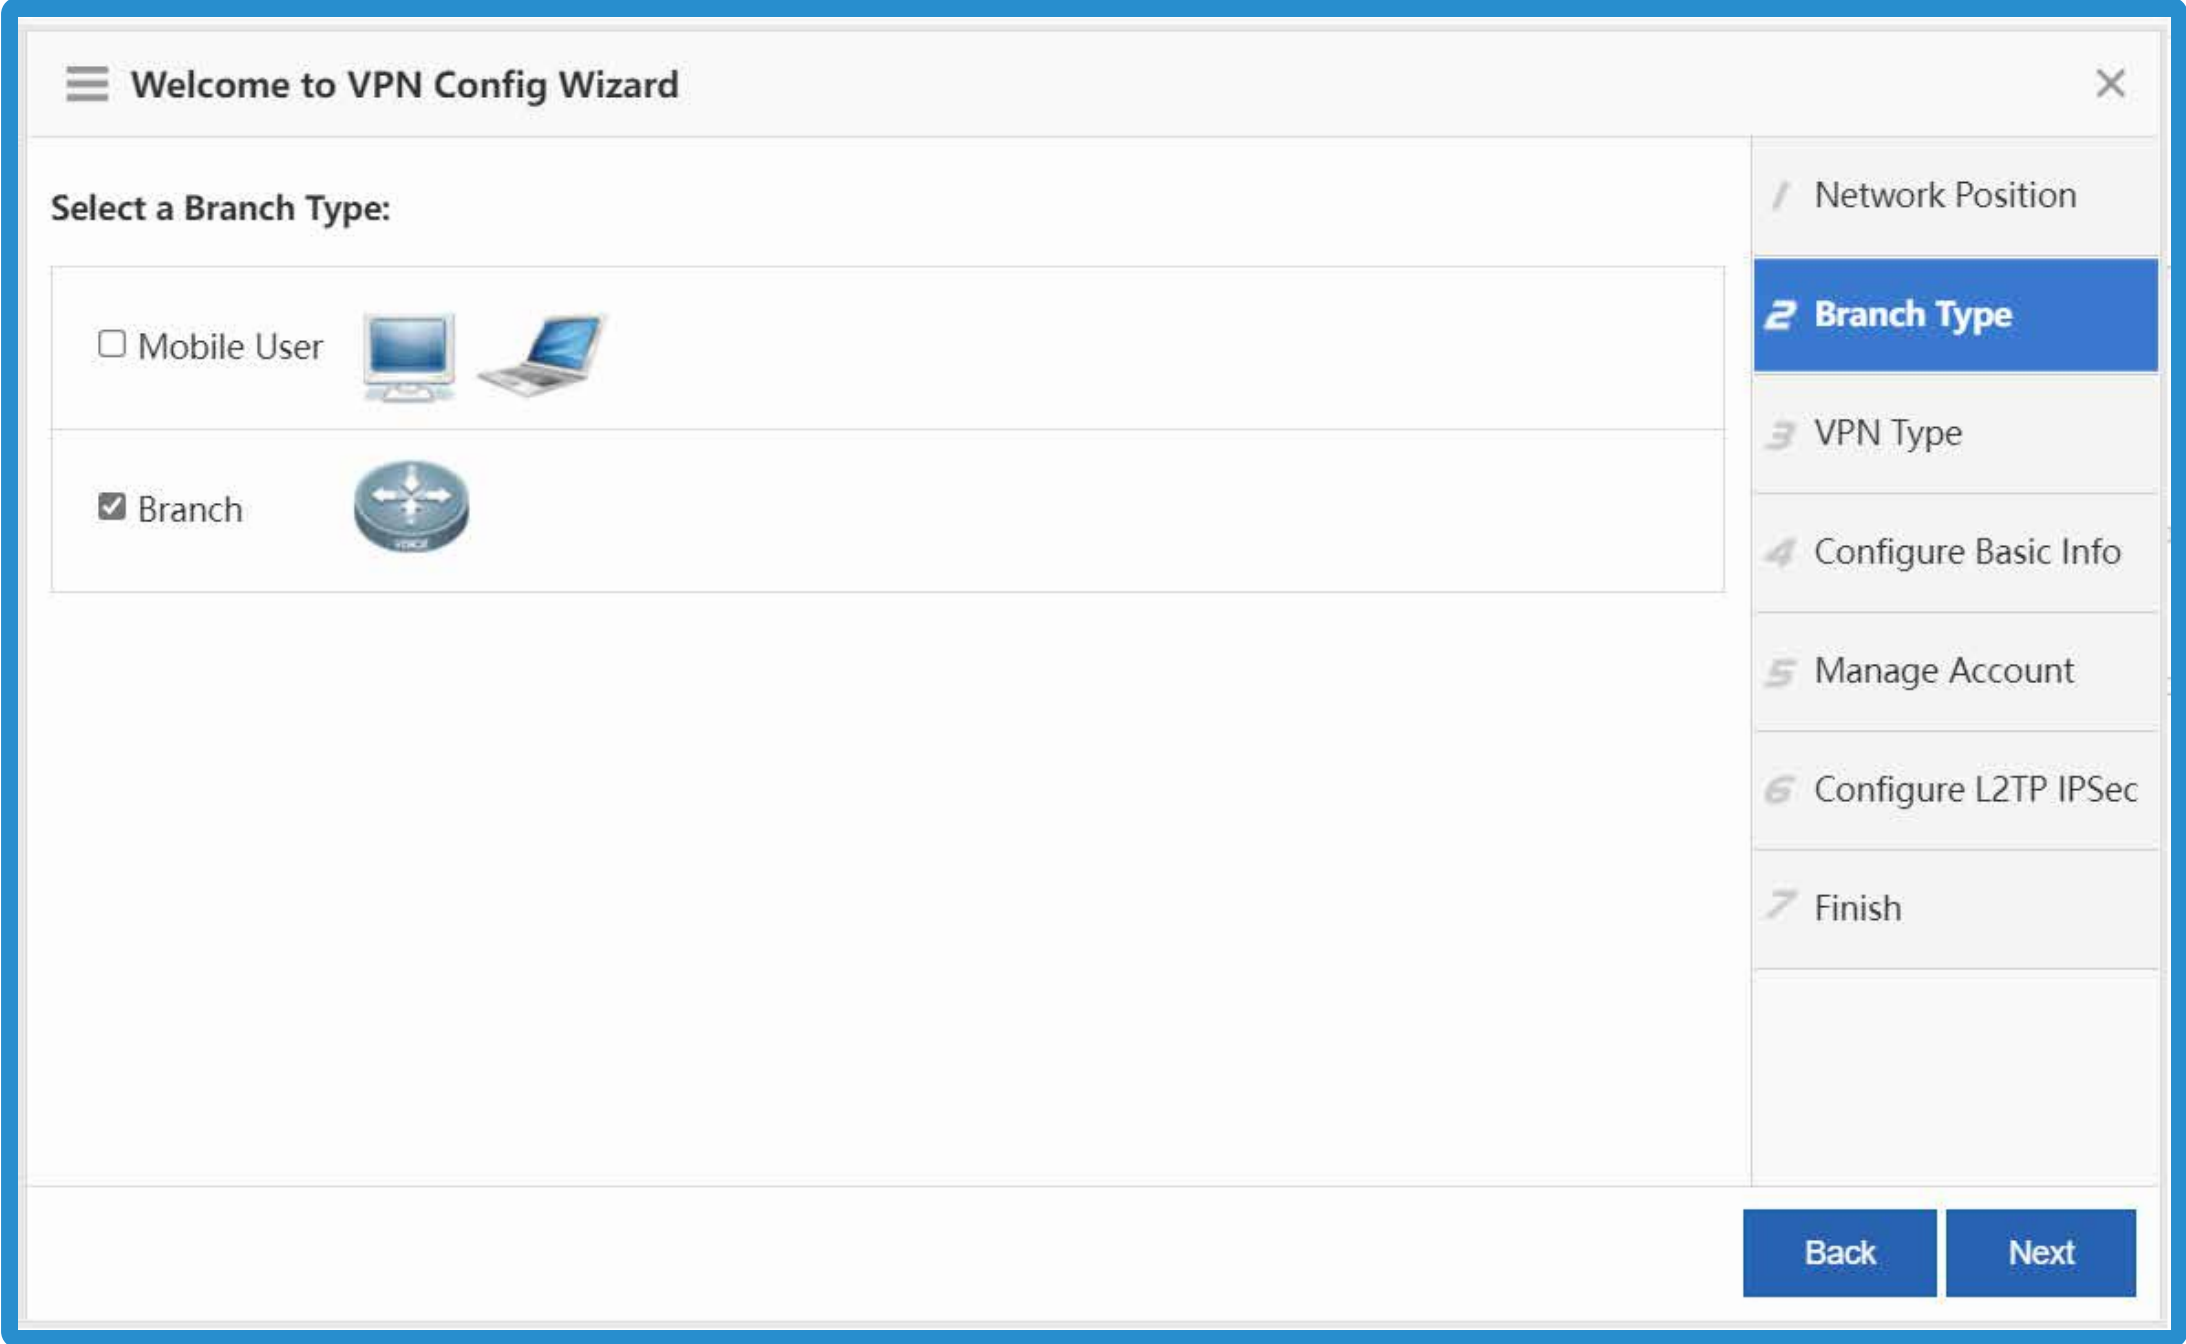 Welcome to VPN Config Wizard
Select a Branch Type:
Mobile User
Branch
1 Network Position
2 Branch Type
3 VPN Type
4 Configure Basic Info
5 Manage Account
6 Configure L2TP IPSec
7 Finish
Back
Next